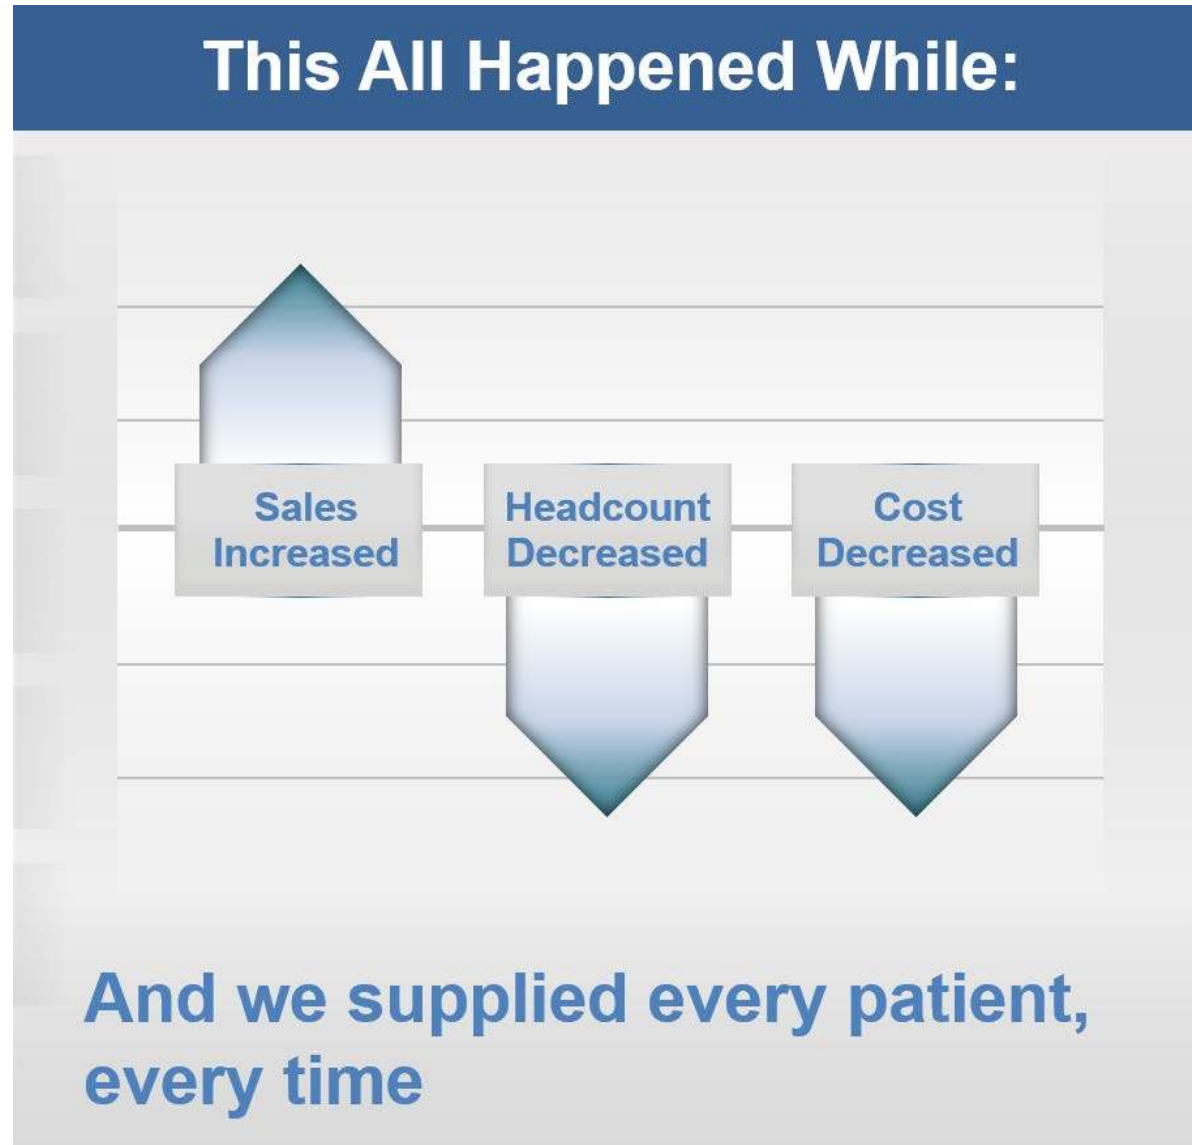 This All Happened While:
Sales
Increased
Headcount
Decreased
Cost
Decreased
And we supplied every patient,
every time